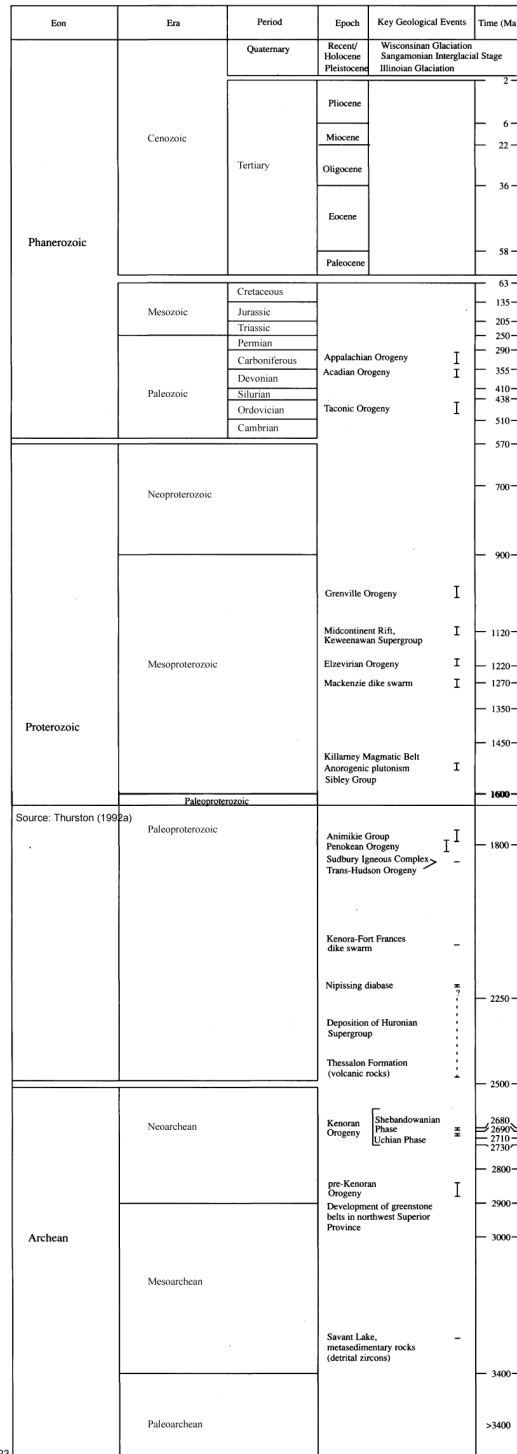 Eon Era Period Epoch Key Geological Events Time (Ma
Quaternary Recent/ Wisconsinan Glaciation
Holocene Sangamonian Interglacial Stage
Pleistocene Illinoian Glaciation
2
Pliocene
6
Cenozoic Miocene
22
Tertiary Oligocene
36
Eocene
Phanerozoic
58
Paleocene
63
Cretaceous
135
Mesozoic Jurassic
205
Triassic
250
Permian
290
Carboniferous Appalachian Orogeny
355
Acadian Orogeny
Devonian
410
Paleozoic Silurian
438
Ordovician Taconic Orogeny
510
Cambrian
570
Neoproterozoic 700
900
Grenville Orogeny
Midcontinent Rift, 1120
Keweenawan Supergroup
Mesoproterozoic Elzevirian Orogeny 1220
Mackenzie dike swarm 1270
1350
Proterozoic
1450
Killarney Magmatic Belt
Anorogenic plutonism
Sibley Group
1600
Paleoproterozoic
Source: Thurston (1992a)
Paleoproterozoic
Animikie Group
Penokean Orogeny 1800
Sudbury Igneous Complex
Trans-Hudson Orogeny
Kenora-Fort Frances
dike swarm
Nipissing diabase
?
2250
Deposition of Huronian
Supergroup
Thessalon Formation
(volcanic rocks)
2500
Neoarchean Kenoran Orogeny Shebandowanian Phase 2680
2690
Uchian Phase 2710
2730
2800
pre-Kenoran
Orogeny
2900
Development of greenstone
belts in northwest Superior
Province
Archean 3000
Mesoarchean
Savant Lake,
metasedimentary rocks
(detrital zircons)
3400
Paleoarchean >3400
23